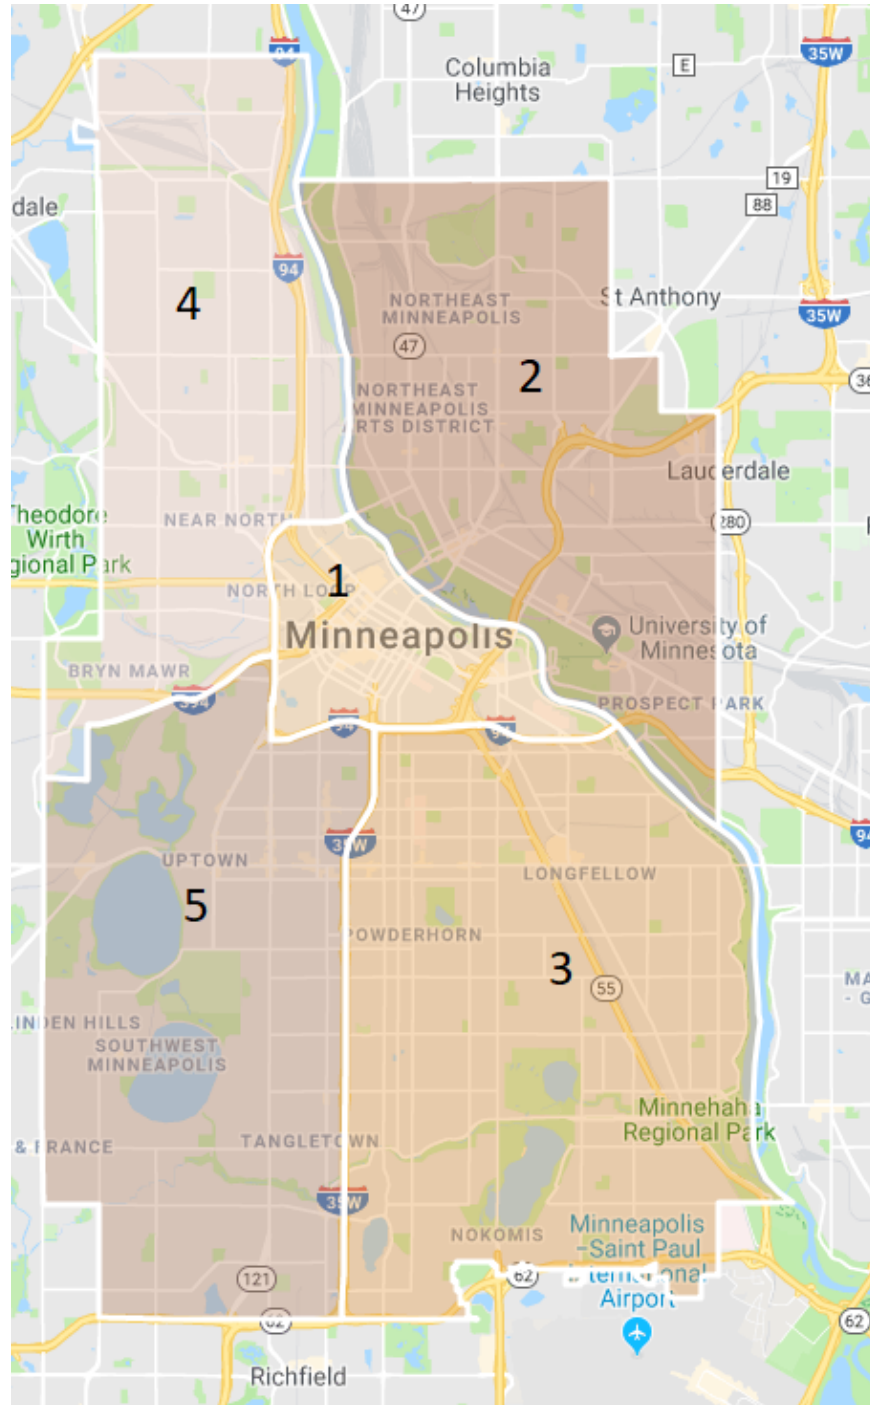 47
94
35W
Columbia
Heights
E
19
88
dale
94
4
NORTHEAST
MINNEAPOLIS
St Anthony
35W
47
2
36
NORTHEAST
MINNEAPOLIS
ARTS DISTRICT
Lauderdale
Theodore
Wirth
gional Park
NEAR NORTH
280
1
NORTH LOOP
Minneapolis
University of
Minnesota
BRYN MAWR
394
PROSPECT PARK
94
94
35W
94
UPTOWN
LONGFELLOW
5
POWDERHORN
3
55
MA
- G
LINDEN HILLS
SOUTHWEST
MINNEAPOLIS
Minnehaha
Regional Park
& FRANCE
TANGLETOWN
35W
NOKOMIS
Minneapolis
-Saint Paul
International
Airport
62
121
62
62
Richfield